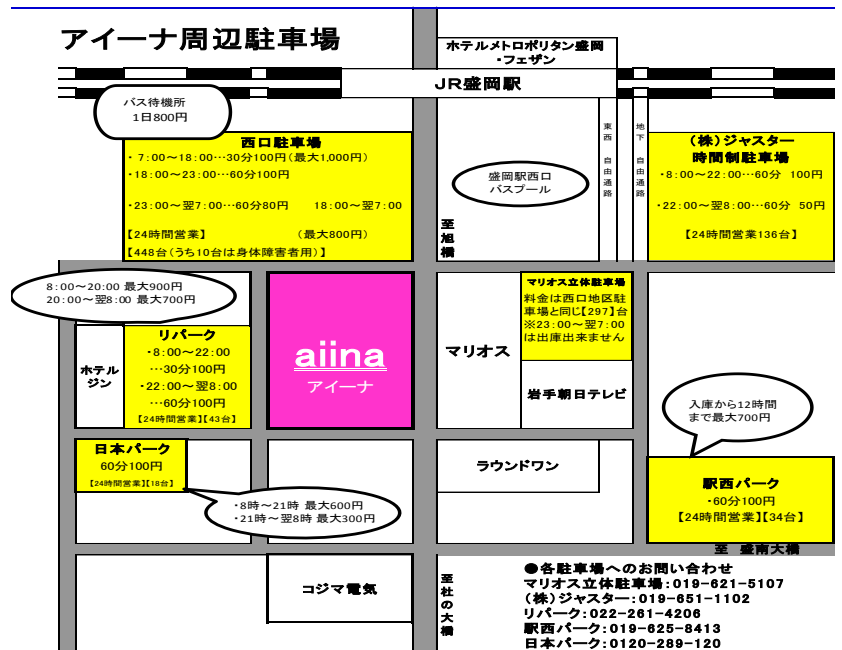 アイーナ周辺駐車場
ホテルメトロポリタン盛岡
・フェザン
JR盛岡駅
バス待機所
1日800円
西口駐車場
・ 7:00～18:00…30分100円(最大1,000円)
・18:00～23:00…60分100円
・23:00～翌7:00…60分80円　18:00～翌7:00
【24時間営業】　（最大800円）
【448台(うち10台は身体障害者用)】
盛岡駅西口
バスプール
東西　自由通路
地下　自由通路
(株)ジャスター
時間制駐車場
・8:00～22:00…60分 100円
・22:00～翌8:00…60分 50円
【24時間営業136台】
至旭橋
8:00～20:00 最大900円
20:00～翌8:00 最大700円
ホテル
ジン
リパーク
・8:00～22:00
…30分100円
・22:00～翌8:00
…60分100円
【24時間営業】【43台】
aiina
アイーナ
マリオス
マリオス立体駐車場
料金は西口地区駐
車場と同じ【297】台
※23:00～翌7:00
は出庫出来ません
岩手朝日テレビ
入庫から12時間
まで最大700円
日本パーク
60分100円
【24時間営業】【18台】
・8時～21時 最大600円
・21時～翌8時 最大300円
ラウンドワン
駅西パーク
・60分100円
【24時間営業】【34台】
至　盛南大橋
コジマ電気
至杜の大橋
●各駐車場へのお問い合わせ
マリオス立体駐車場:019-621-5107
(株)ジャスター:019-651-1102
リパーク:022-261-4206
駅西パーク:019-625-8413
日本パーク:0120-289-120